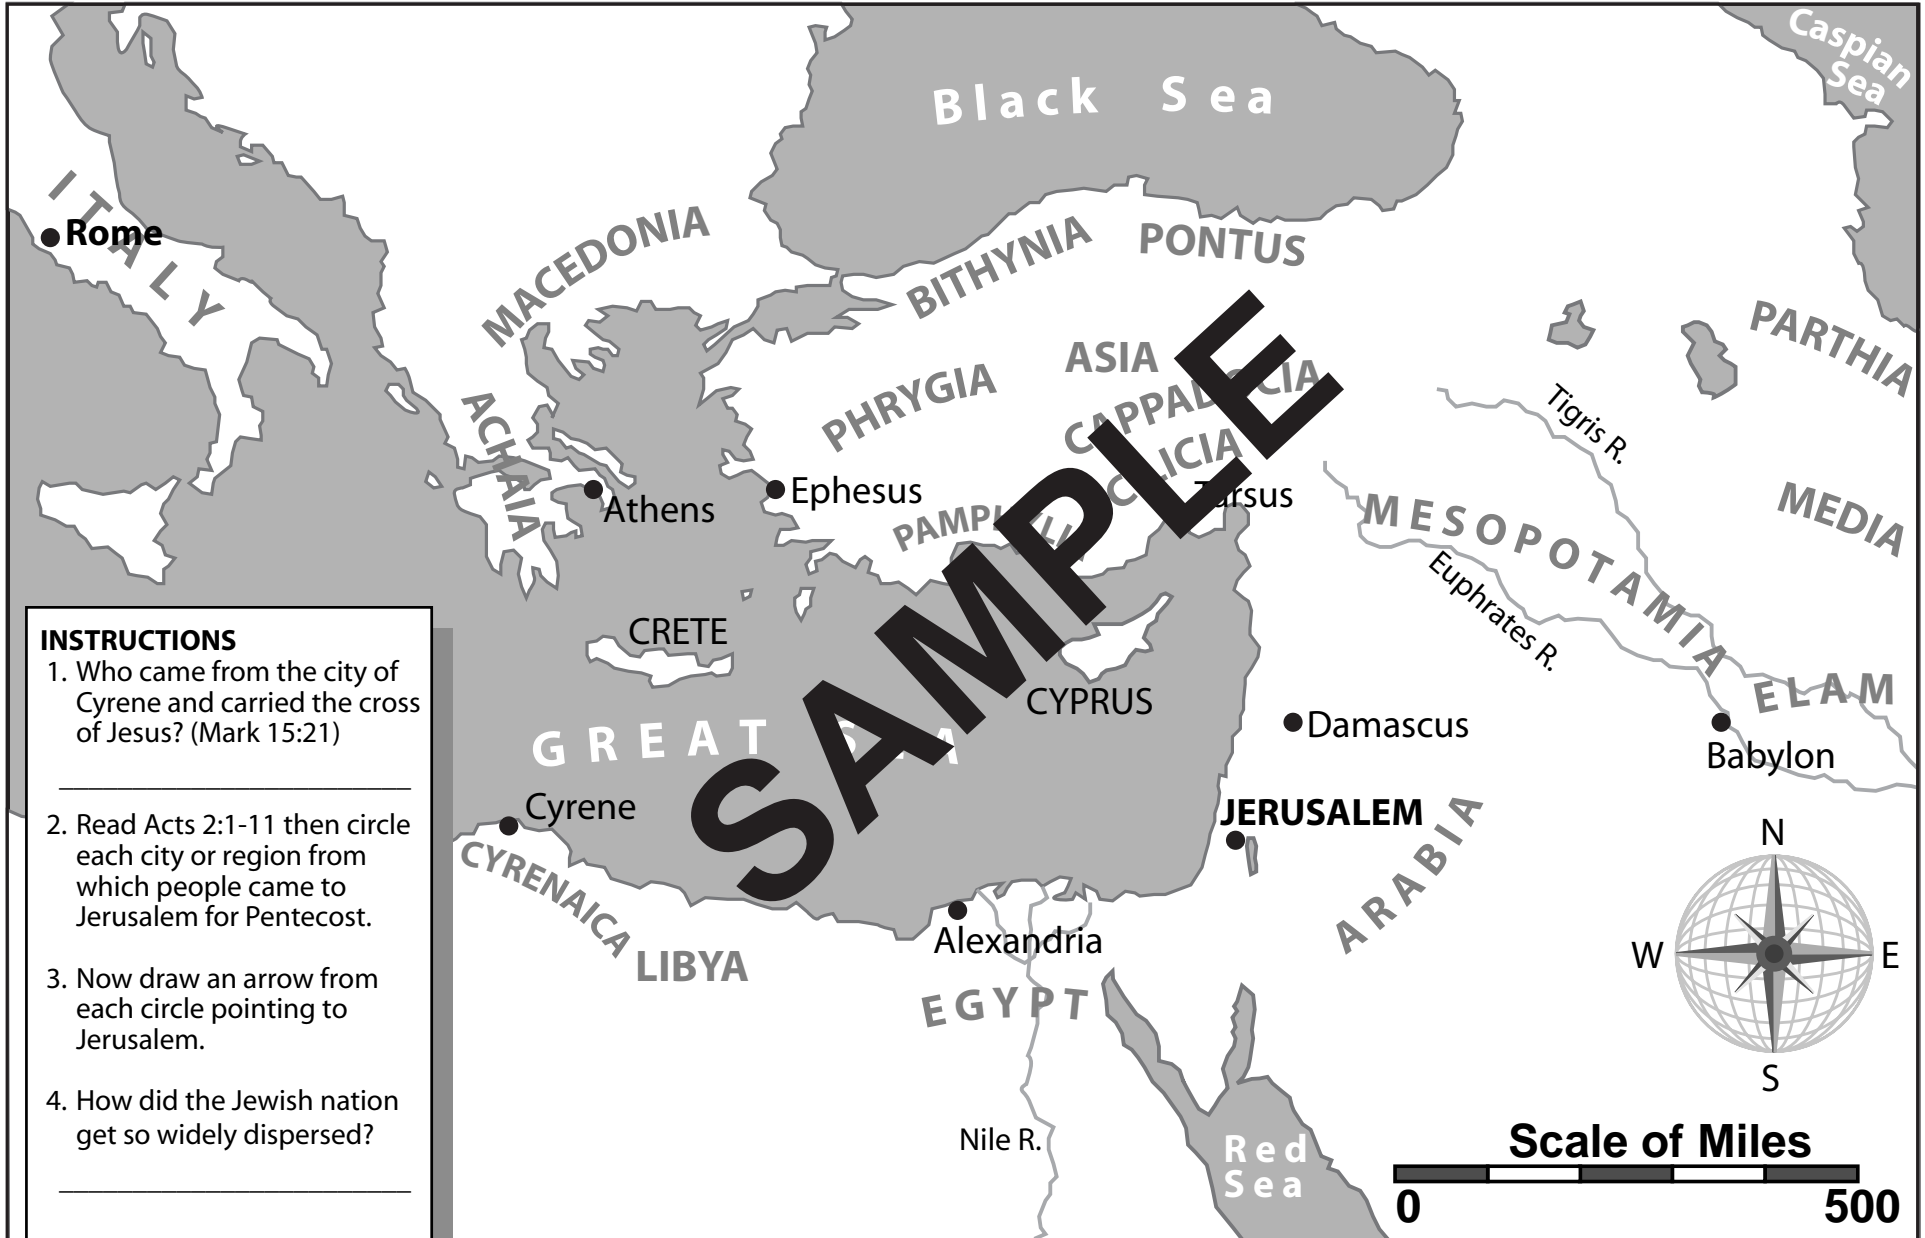 Caspian
Sea
Black Sea
ITALY
Rome
MACEDONIA
BITHYNIA
PONTUS
PARTHIA
ASIA
PHRYGIA
CAPPADOCIA
CILICIA
Tigris R.
ACHAIA
Athens
Ephesus
Tarsus
PAMPHYLIA
MESOPOTAMIA
MEDIA
Euphrates R.
SAMPLE
CRETE
CYPRUS
GREAT SEA
ELAM
Damascus
Babylon
Cyrene
JERUSALEM
CYRENAICA
ARABIA
Alexandria
LIBYA
EGYPT
Nile R.
Red
Sea
N
W
E
S
Scale of Miles
0
500
INSTRUCTIONS
1. Who came from the city of
Cyrene and carried the cross
of Jesus? (Mark 15:21)
2. Read Acts 2:1-11 then circle
each city or region from
which people came to
Jerusalem for Pentecost.
3. Now draw an arrow from
each circle pointing to
Jerusalem.
4. How did the Jewish nation
get so widely dispersed?